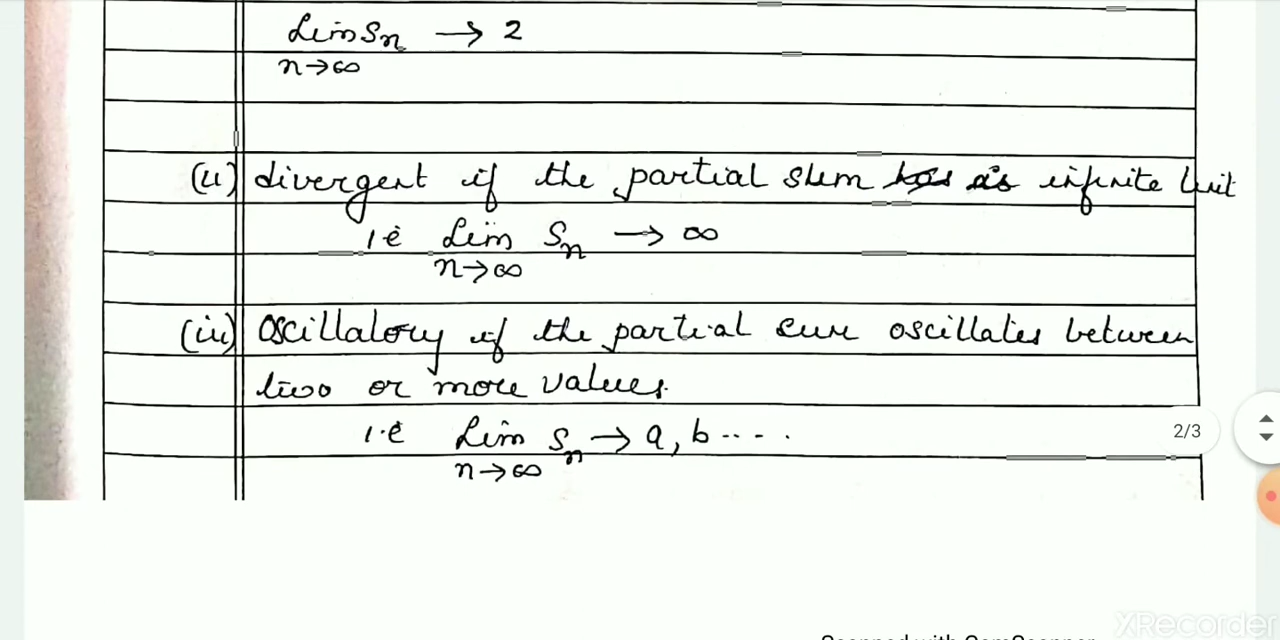 Lim Sn → 2
n→∞
(ii) divergent if the partial sum has is infinite limit
i.e Lim Sn → ∞
n→∞
(iii) oscillatory if the partial sum oscillates between
two or more values.
i.e Lim Sn → a, b ....
n→∞
2/3
XRecorder